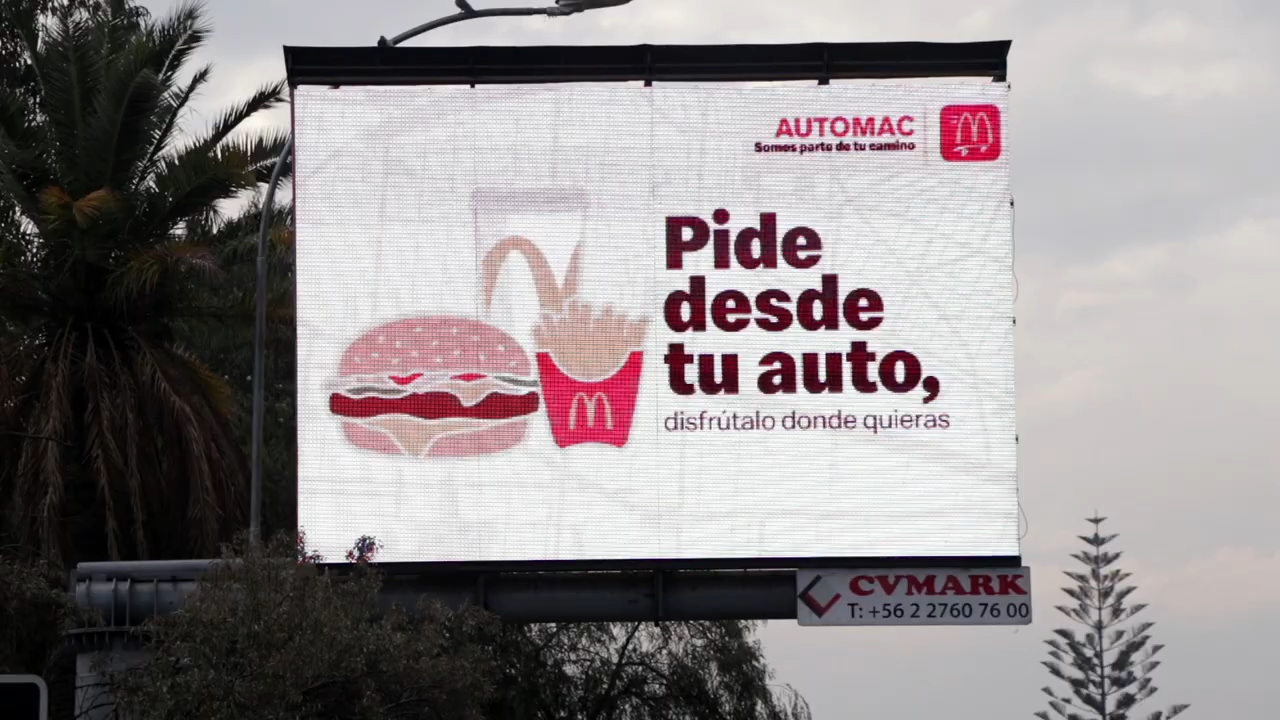 AUTOMAC
Somos parte de tu camino
Pide
desde
tu auto,
disfrútalo donde quieras
CVMARK
T: +56 2 2760 76 00